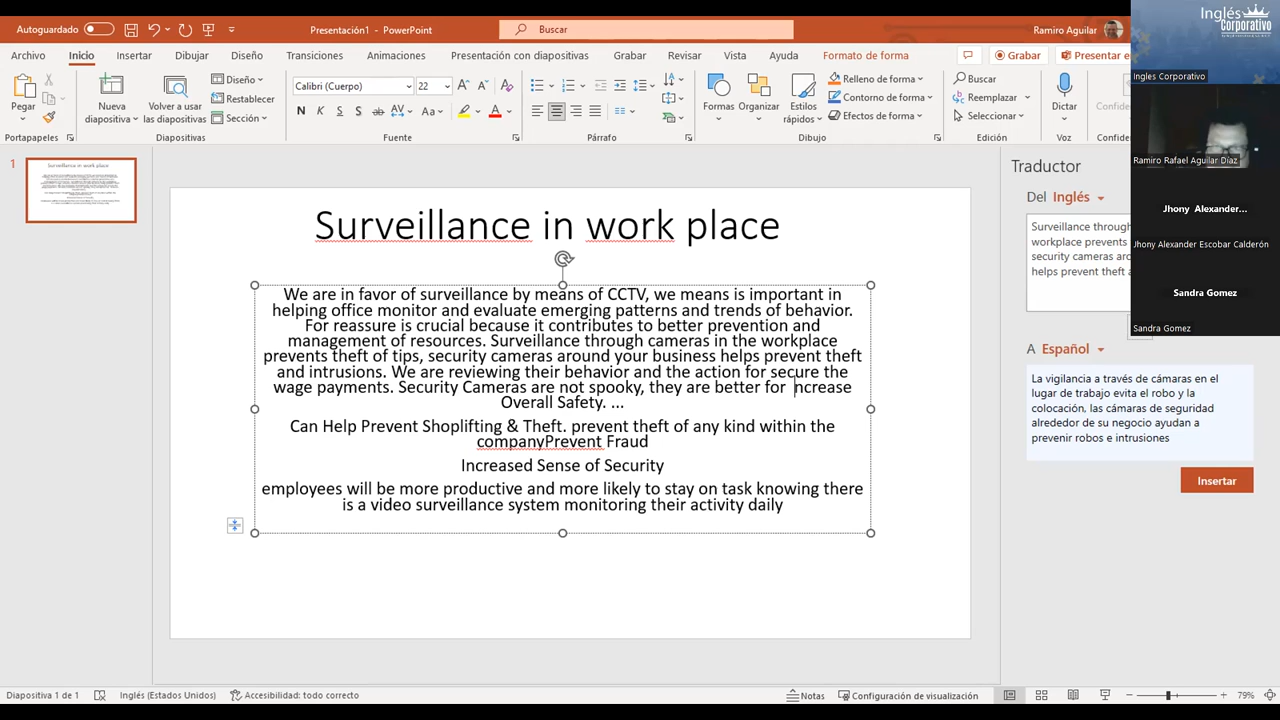 Autoguardado
Presentación1 - PowerPoint
Buscar
Ramiro Aguilar
Archivo
Inicio
Insertar
Dibujo
Diseño
Transiciones
Animaciones
Presentación con diapositivas
Grabar
Revisar
Vista
Ayuda
Formato de forma
Grabar
Presentar en
Pegar
Nueva diapositiva
Volver a usar las diapositivas
Diseño
Restablecer
Sección
Calibri (Cuerpo)
22
N K S S ab AV Aa A A
Formas
Organizar
Estilos rápidos
Relleno de forma
Contorno de forma
Efectos de forma
Buscar
Reemplazar
Seleccionar
Dictar
Confide
Portapapeles
Diapositivas
Fuente
Párrafo
Dibujo
Edición
Voz
Confid
1
Surveillance in work place
We are in favor of surveillance by means of CCTV, we means is important in
helping office monitor and evaluate emerging patterns and trends of behavior.
For reassure is crucial because it contributes to better prevention and
management of resources. Surveillance through cameras in the workplace
prevents theft of tips, security cameras around your business helps prevent theft
and intrusions. We are reviewing their behavior and the action for secure the
wage payments. Security Cameras are not spooky, they are better for increase
Overall Safety. ...
Can Help Prevent Shoplifting & Theft. prevent theft of any kind within the
companyPrevent Fraud
Increased Sense of Security
employees will be more productive and more likely to stay on task knowing there
is a video surveillance system monitoring their activity daily
Traductor
Del Inglés
Surveillance through
workplace prevents
security cameras aro
helps prevent theft a
A Español
La vigilancia a través de cámaras en el
lugar de trabajo evita el robo y la
colocación, las cámaras de seguridad
alrededor de su negocio ayudan a
prevenir robos e intrusiones
Insertar
Inglés Corporativo
Ingles Corporativo
Ramiro Rafael Aguilar Díaz
Jhony Alexander...
Jhony Alexander Escobar Calderón
Sandra Gomez
Sandra Gomez
Diapositiva 1 de 1
Inglés (Estados Unidos)
Accesibilidad: todo correcto
Notas
Configuración de visualización
79%